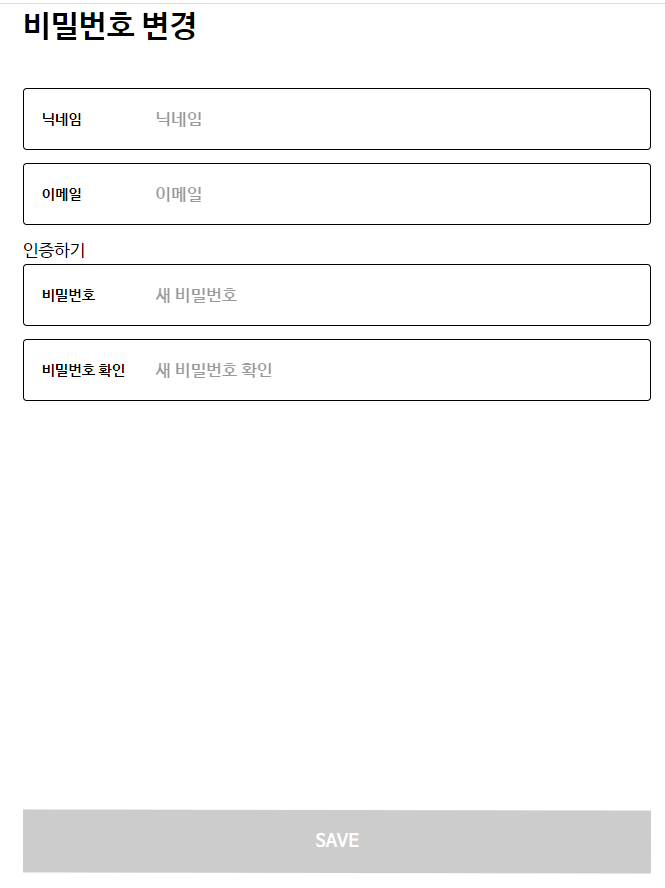 비밀번호 변경
닉네임 닉네임
이메일 이메일
인증하기
비밀번호 새 비밀번호
비밀번호 확인 새 비밀번호 확인
SAVE